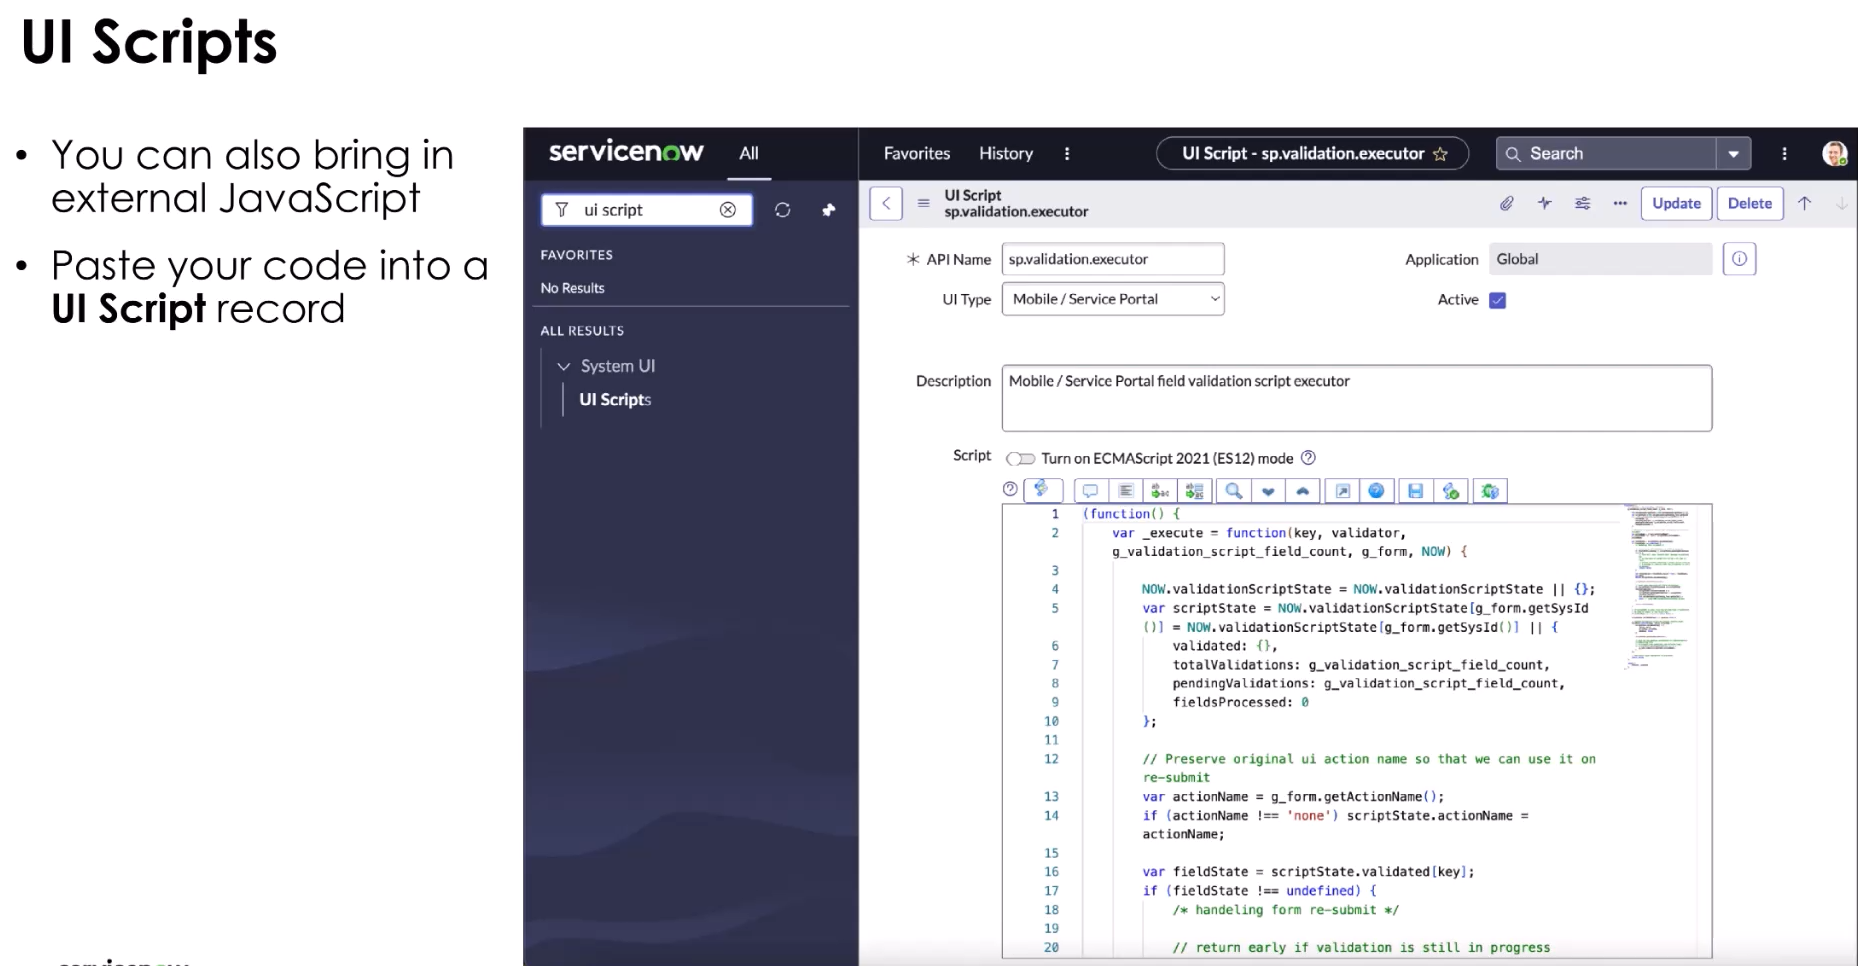 UI Scripts
• You can also bring in
external JavaScript
• Paste your code into a
UI Script record
servicenow All Favorites History UI Script - sp.validation.executor Search
ui script
FAVORITES
No Results
ALL RESULTS
System UI
UI Scripts
UI Script
sp.validation.executor
Update Delete
API Name sp.validation.executor Application Global
UI Type Mobile / Service Portal Active
Description Mobile / Service Portal field validation script executor
Script Turn on ECMAScript 2021 (ES12) mode
1 (function() {
2 var _execute = function(key, validator,
g_validation_script_field_count, g_form, NOW) {
3
4 NOW.validationScriptState = NOW.validationScriptState || {};
5 var scriptState = NOW.validationScriptState[g_form.getSysId
()] = NOW.validationScriptState[g_form.getSysId()] || {
6 validated: {},
7 totalValidations: g_validation_script_field_count,
8 pendingValidations: g_validation_script_field_count,
9 fieldsProcessed: 0
10 };
11
12 // Preserve original ui action name so that we can use it on
re-submit
13 var actionName = g_form.getActionName();
14 if (actionName !== 'none') scriptState.actionName =
actionName;
15
16 var fieldState = scriptState.validated[key];
17 if (fieldState !== undefined) {
18 /* handeling form re-submit */
19
20 // return early if validation is still in progress